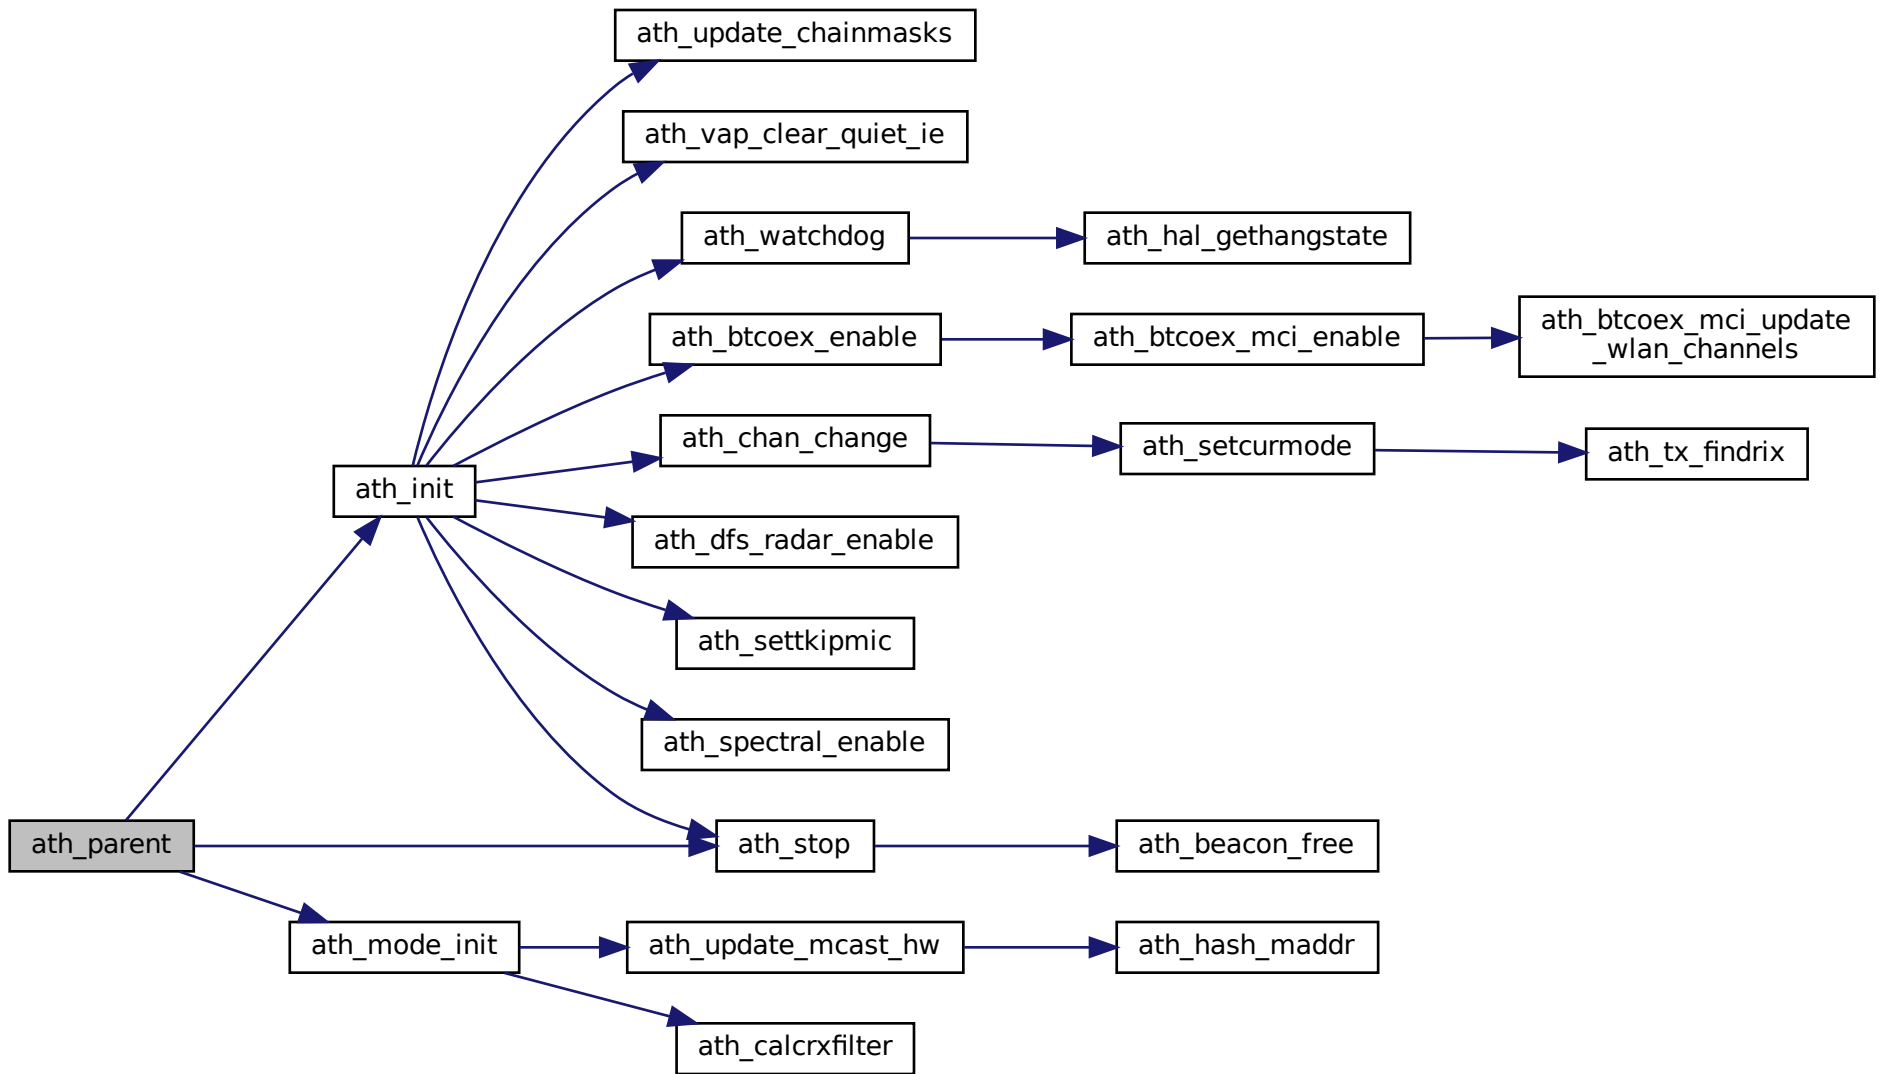 ath_update_chainmasks
ath_vap_clear_quiet_ie
ath_watchdog
ath_hal_gethangstate
ath_btcoex_enable
ath_btcoex_mci_enable
ath_btcoex_mci_update
_wlan_channels
ath_chan_change
ath_setcurmode
ath_tx_findrix
ath_init
ath_dfs_radar_enable
ath_settkipmic
ath_spectral_enable
ath_parent
ath_stop
ath_beacon_free
ath_mode_init
ath_update_mcast_hw
ath_hash_maddr
ath_calcrxfilter